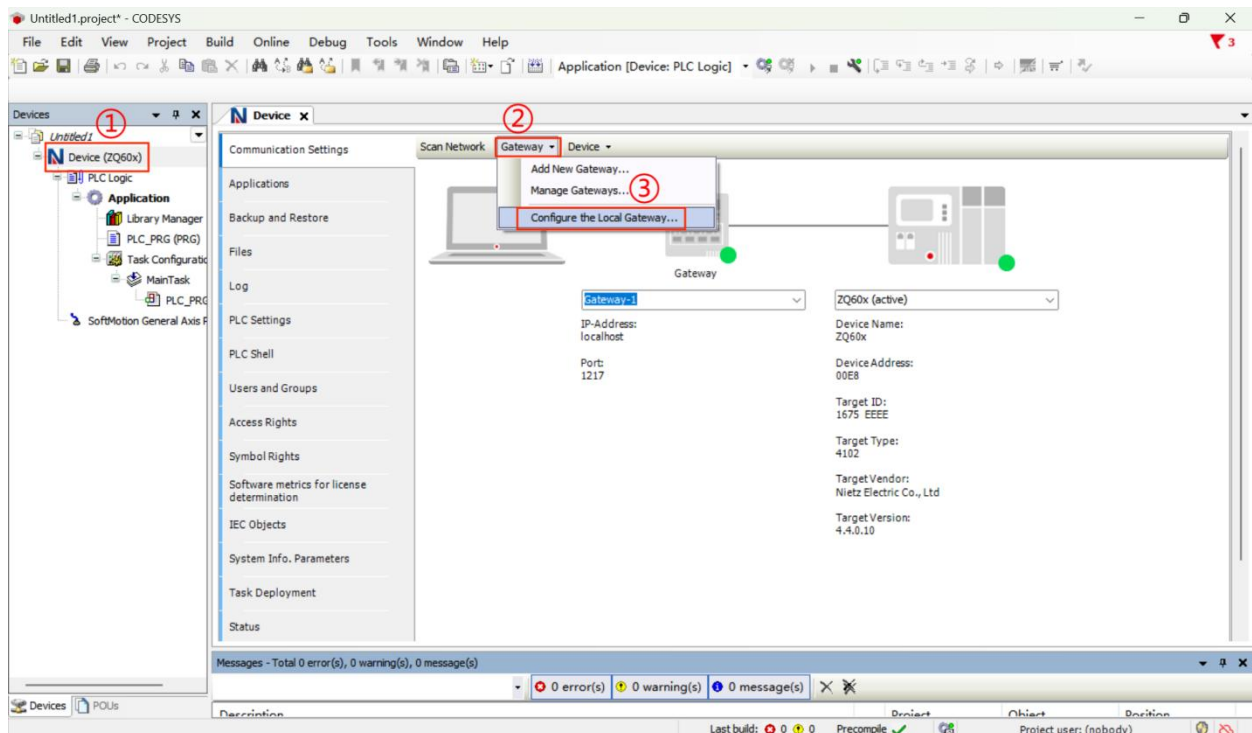 Untitled1.project* - CODESYS
File Edit View Project Build Online Debug Tools Window Help
3
Application [Device: PLC Logic]
Devices
①
Untitled1
Device (ZQ60x)
PLC Logic
Application
Library Manager
PLC_PRG (PRG)
Task Configuratic
MainTask
PLC_PRG
SoftMotion General Axis P
Devices POUs
Device
Communication Settings
Applications
Backup and Restore
Files
Log
PLC Settings
PLC Shell
Users and Groups
Access Rights
Symbol Rights
Software metrics for license
determination
IEC Objects
System Info. Parameters
Task Deployment
Status
②
Scan Network Gateway Device
Add New Gateway...
Manage Gateways...
③
Configure the Local Gateway...
Gateway
Gateway-1
IP-Address:
localhost
Port:
1217
ZQ60x (active)
Device Name:
ZQ60x
Device Address:
00E8
Target ID:
1675 EEEE
Target Type:
4102
Target Vendor:
Nietz Electric Co., Ltd
Target Version:
4.4.0.10
Messages - Total 0 error(s), 0 warning(s), 0 message(s)
0 error(s) 0 warning(s) 0 message(s)
Description Project Object Position
Last build: 0 0 Precompile Project user: (nobody)